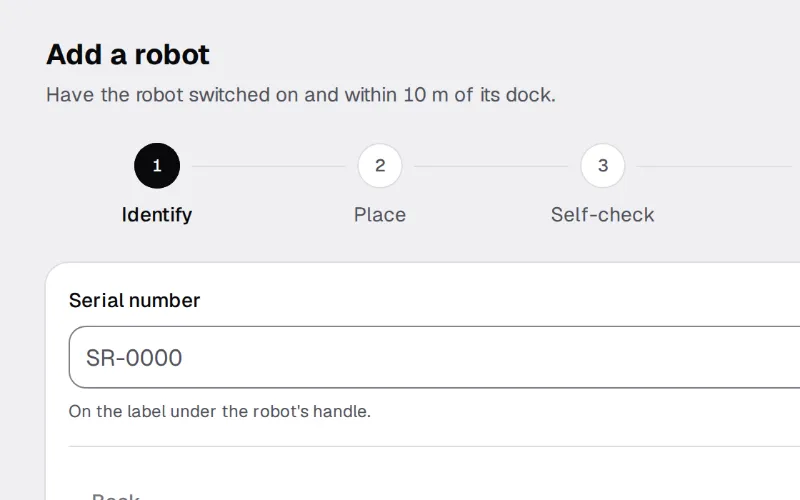 Add a robot
Have the robot switched on and within 10 m of its dock.
1 2 3
Identify Place Self-check
Serial number
SR-0000
On the label under the robot's handle.
Back